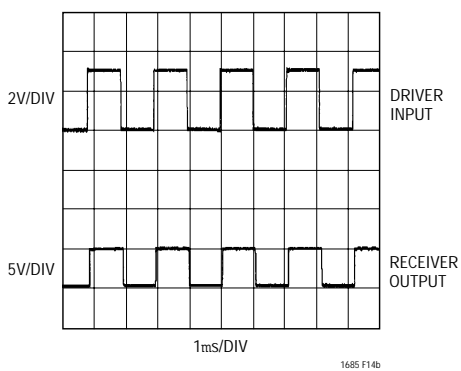 2V/DIV
DRIVER
INPUT
5V/DIV
RECEIVER
OUTPUT
1ms/DIV
1685 F14b